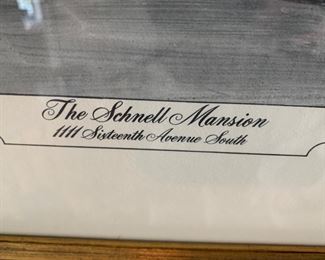 The Schnell Mansion
1111 Sixteenth Avenue South